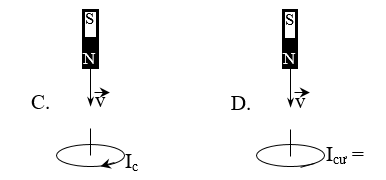 S S
N N
C. v D. v
I_c I_cư =